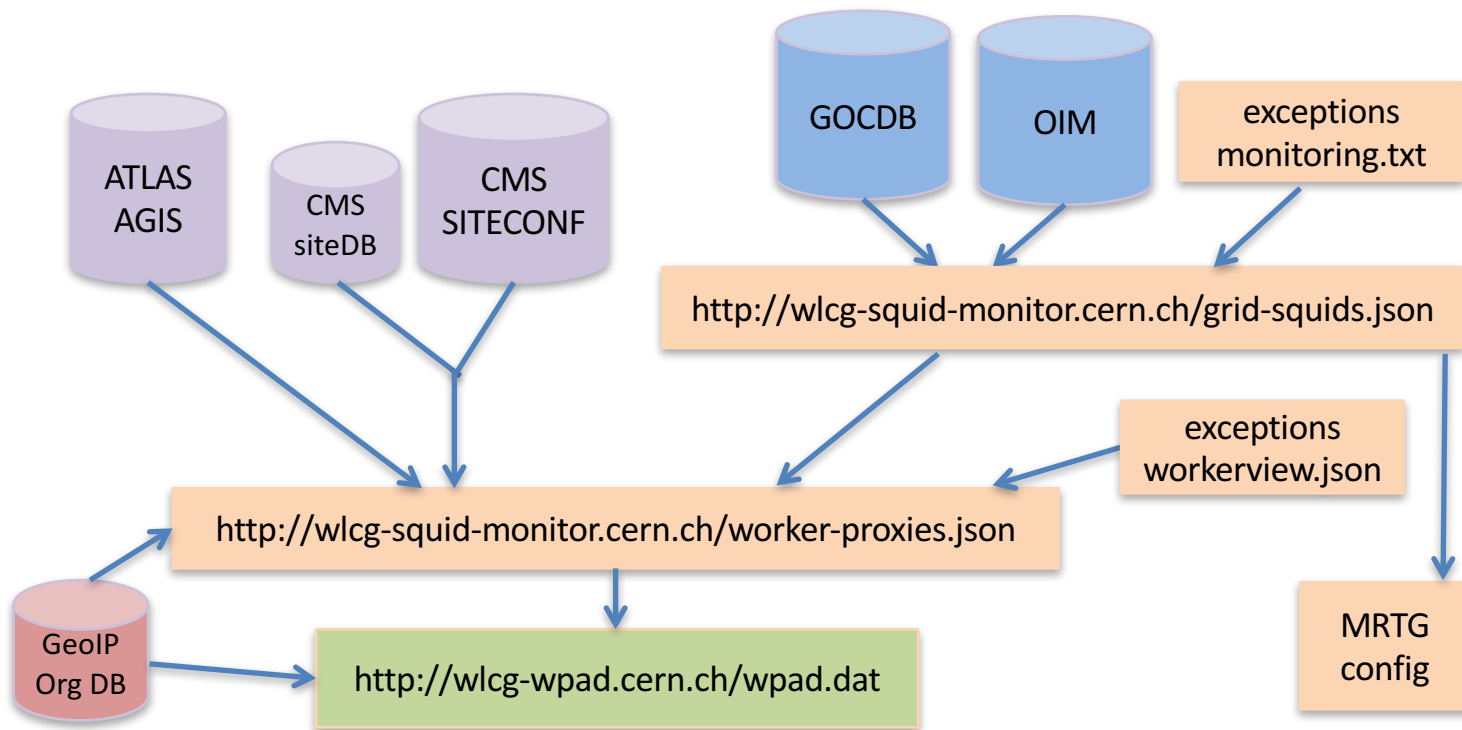 GOCDB
OIM
exceptions
monitoring.txt
ATLAS
AGIS
CMS
siteDB
CMS
SITECONF
http://wlcg-squid-monitor.cern.ch/grid-squids.json
exceptions
workerview.json
http://wlcg-squid-monitor.cern.ch/worker-proxies.json
GeoIP
Org DB
http://wlcg-wpad.cern.ch/wpad.dat
MRTG
config